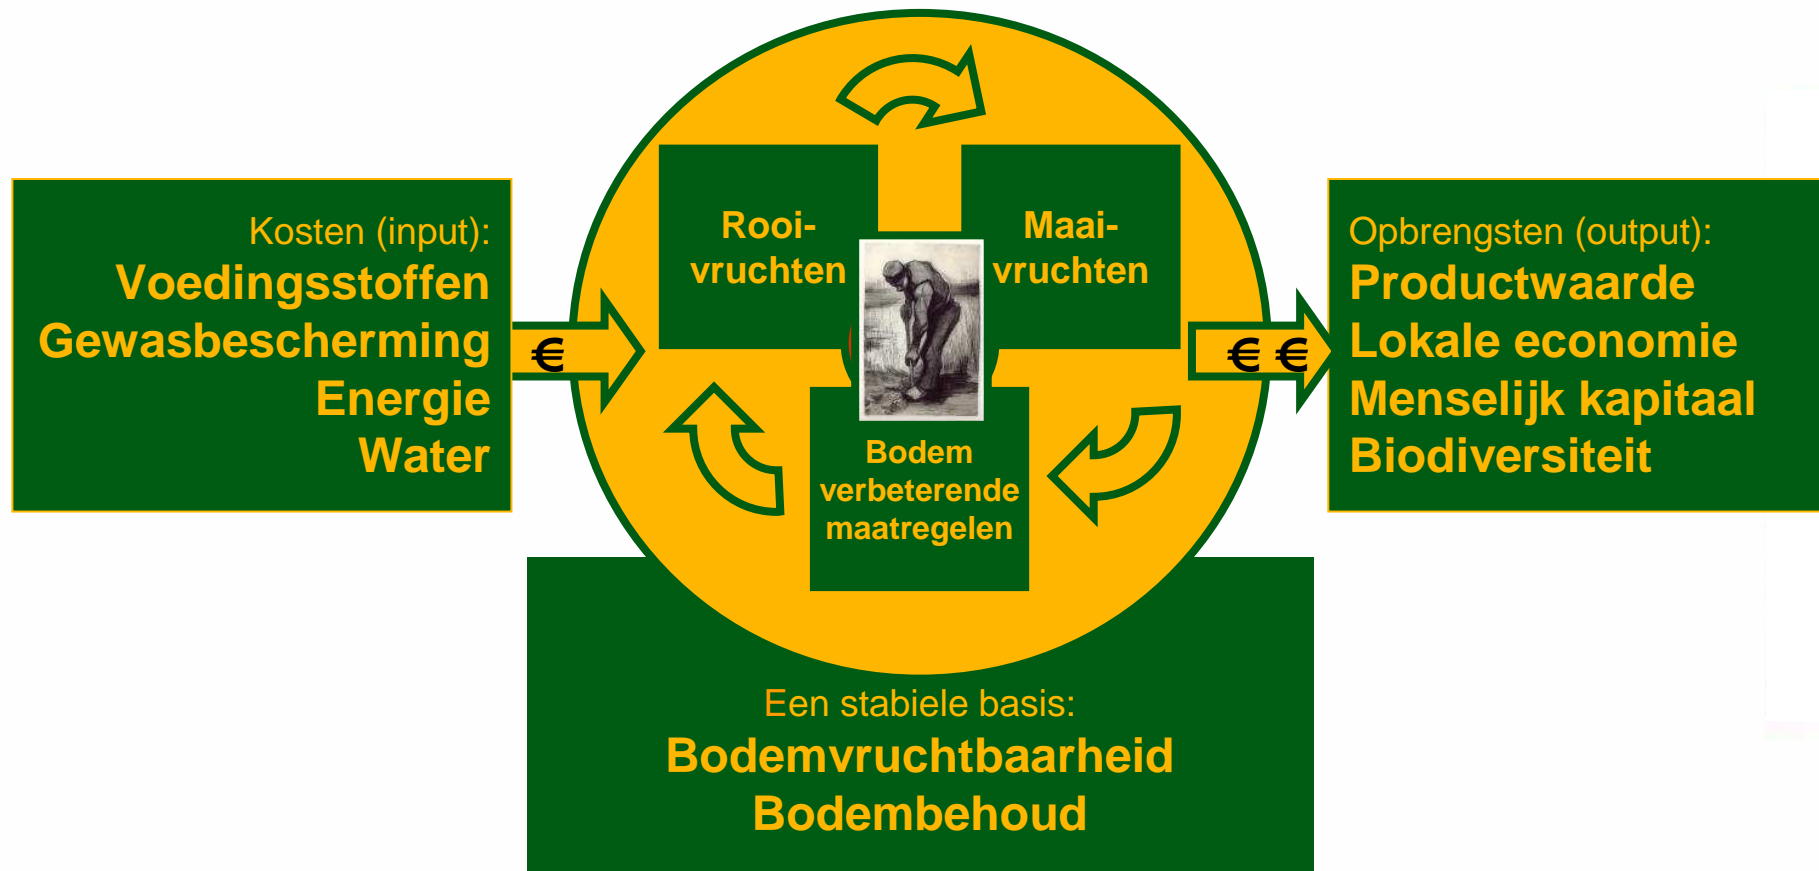 Kosten (input):
Voedingsstoffen
Gewasbescherming
Energie
Water
€
Rooi-
vruchten
Maai-
vruchten
Bodem
verbeterende
maatregelen
€ €
Opbrengsten (output):
Productwaarde
Lokale economie
Menselijk kapitaal
Biodiversiteit
Een stabiele basis:
Bodemvruchtbaarheid
Bodembehoud